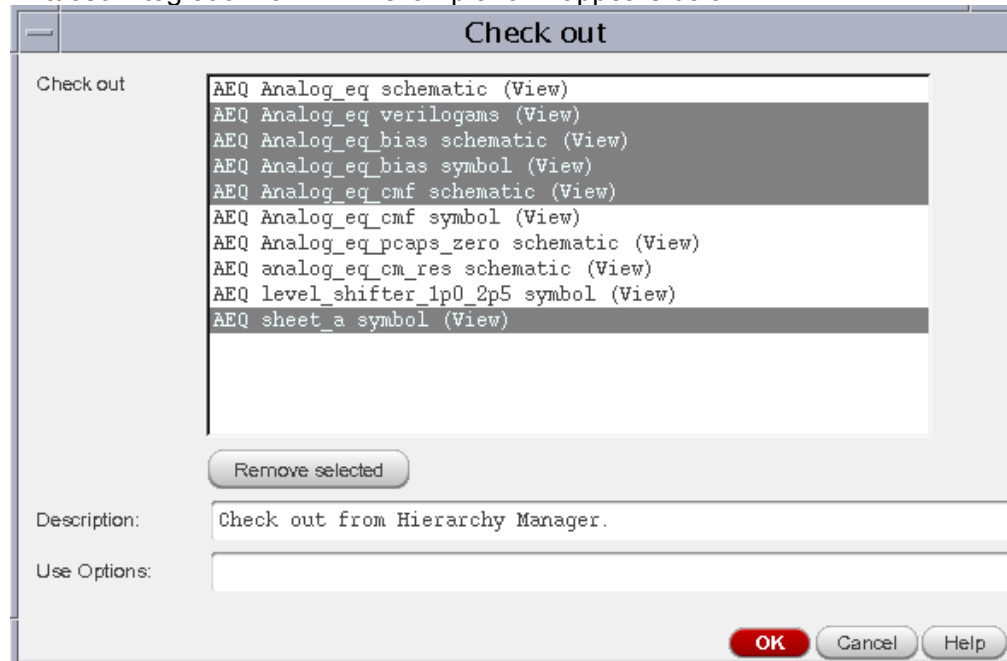 Check out
Check out
AEQ Analog_eq schematic (View)
AEQ Analog_eq verilogams (View)
AEQ Analog_eq_bias schematic (View)
AEQ Analog_eq_bias symbol (View)
AEQ Analog_eq_cmf schematic (View)
AEQ Analog_eq_cmf symbol (View)
AEQ Analog_eq_pcaps_zero schematic (View)
AEQ analog_eq_cm_res schematic (View)
AEQ level_shifter_1p0_2p5 symbol (View)
AEQ sheet_a symbol (View)
Remove selected
Description: Check out from Hierarchy Manager.
Use Options:
OK Cancel Help